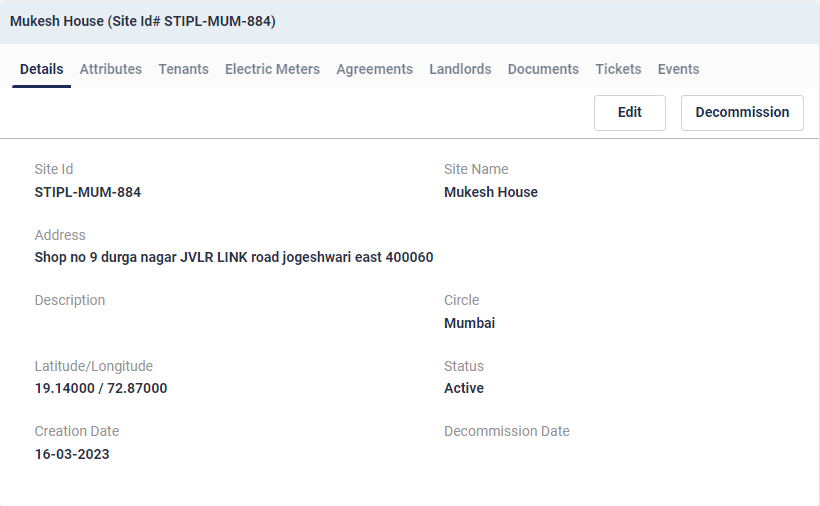 Mukesh House (Site Id# STIPL-MUM-884)
Details Attributes Tenants Electric Meters Agreements Landlords Documents Tickets Events
Edit Decommission
Site Id Site Name
STIPL-MUM-884 Mukesh House
Address
Shop no 9 durga nagar JVLR LINK road jogeshwari east 400060
Description Circle
Mumbai
Latitude/Longitude Status
19.14000 / 72.87000 Active
Creation Date Decommission Date
16-03-2023